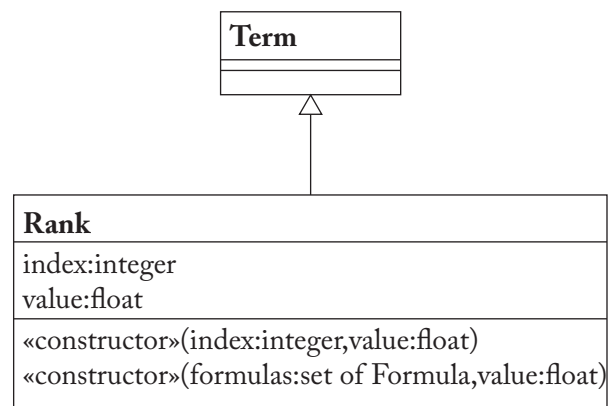 Term
Rank
index:integer
value:float
«constructor»(index:integer,value:float)
«constructor»(formulas:set of Formula,value:float)